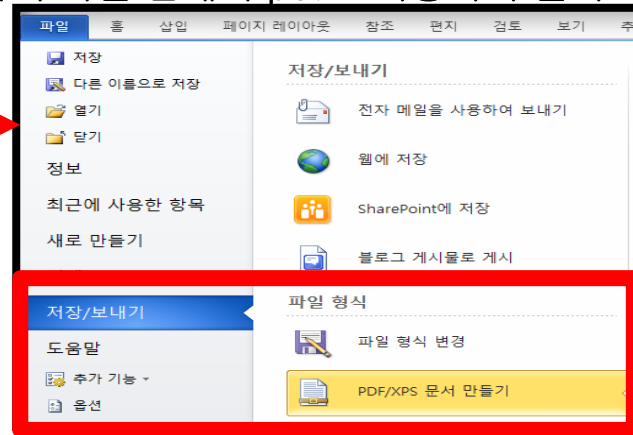 파일 홈 삽입 페이지 레이아웃 참조 편지 검토 보기
저장
다른 이름으로 저장
열기
닫기
정보
최근에 사용한 항목
새로 만들기
저장/보내기
도움말
추가 기능
옵션
저장/보내기
전자 메일을 사용하여 보내기
웹에 저장
SharePoint에 저장
블로그 게시물로 게시
파일 형식
파일 형식 변경
PDF/XPS 문서 만들기